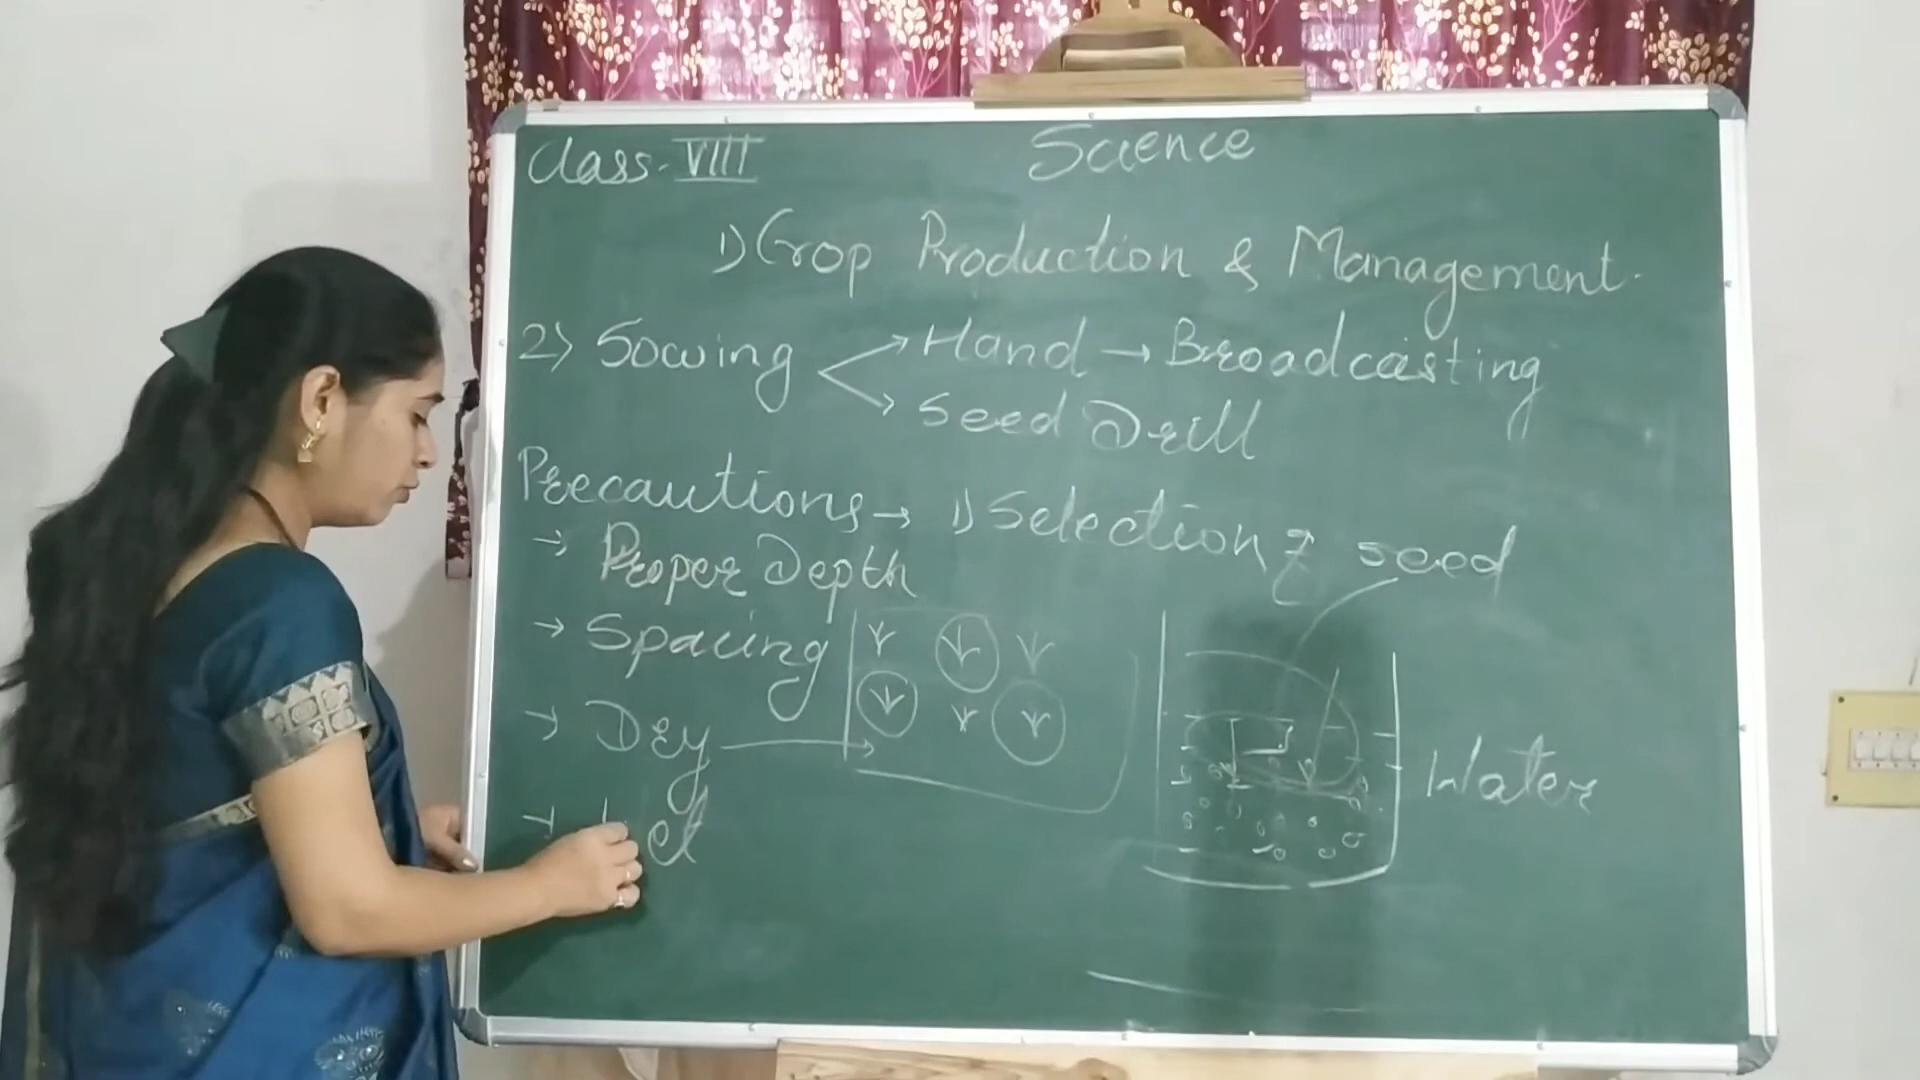 Class - VIII
Science
1) Crop Production & Management.
2) Sowing → Hand → Broadcasting
→ Seed Drill
Precautions → 1) Selection of seed
→ Proper Depth
→ Spacing
→ Dry →
Water
→